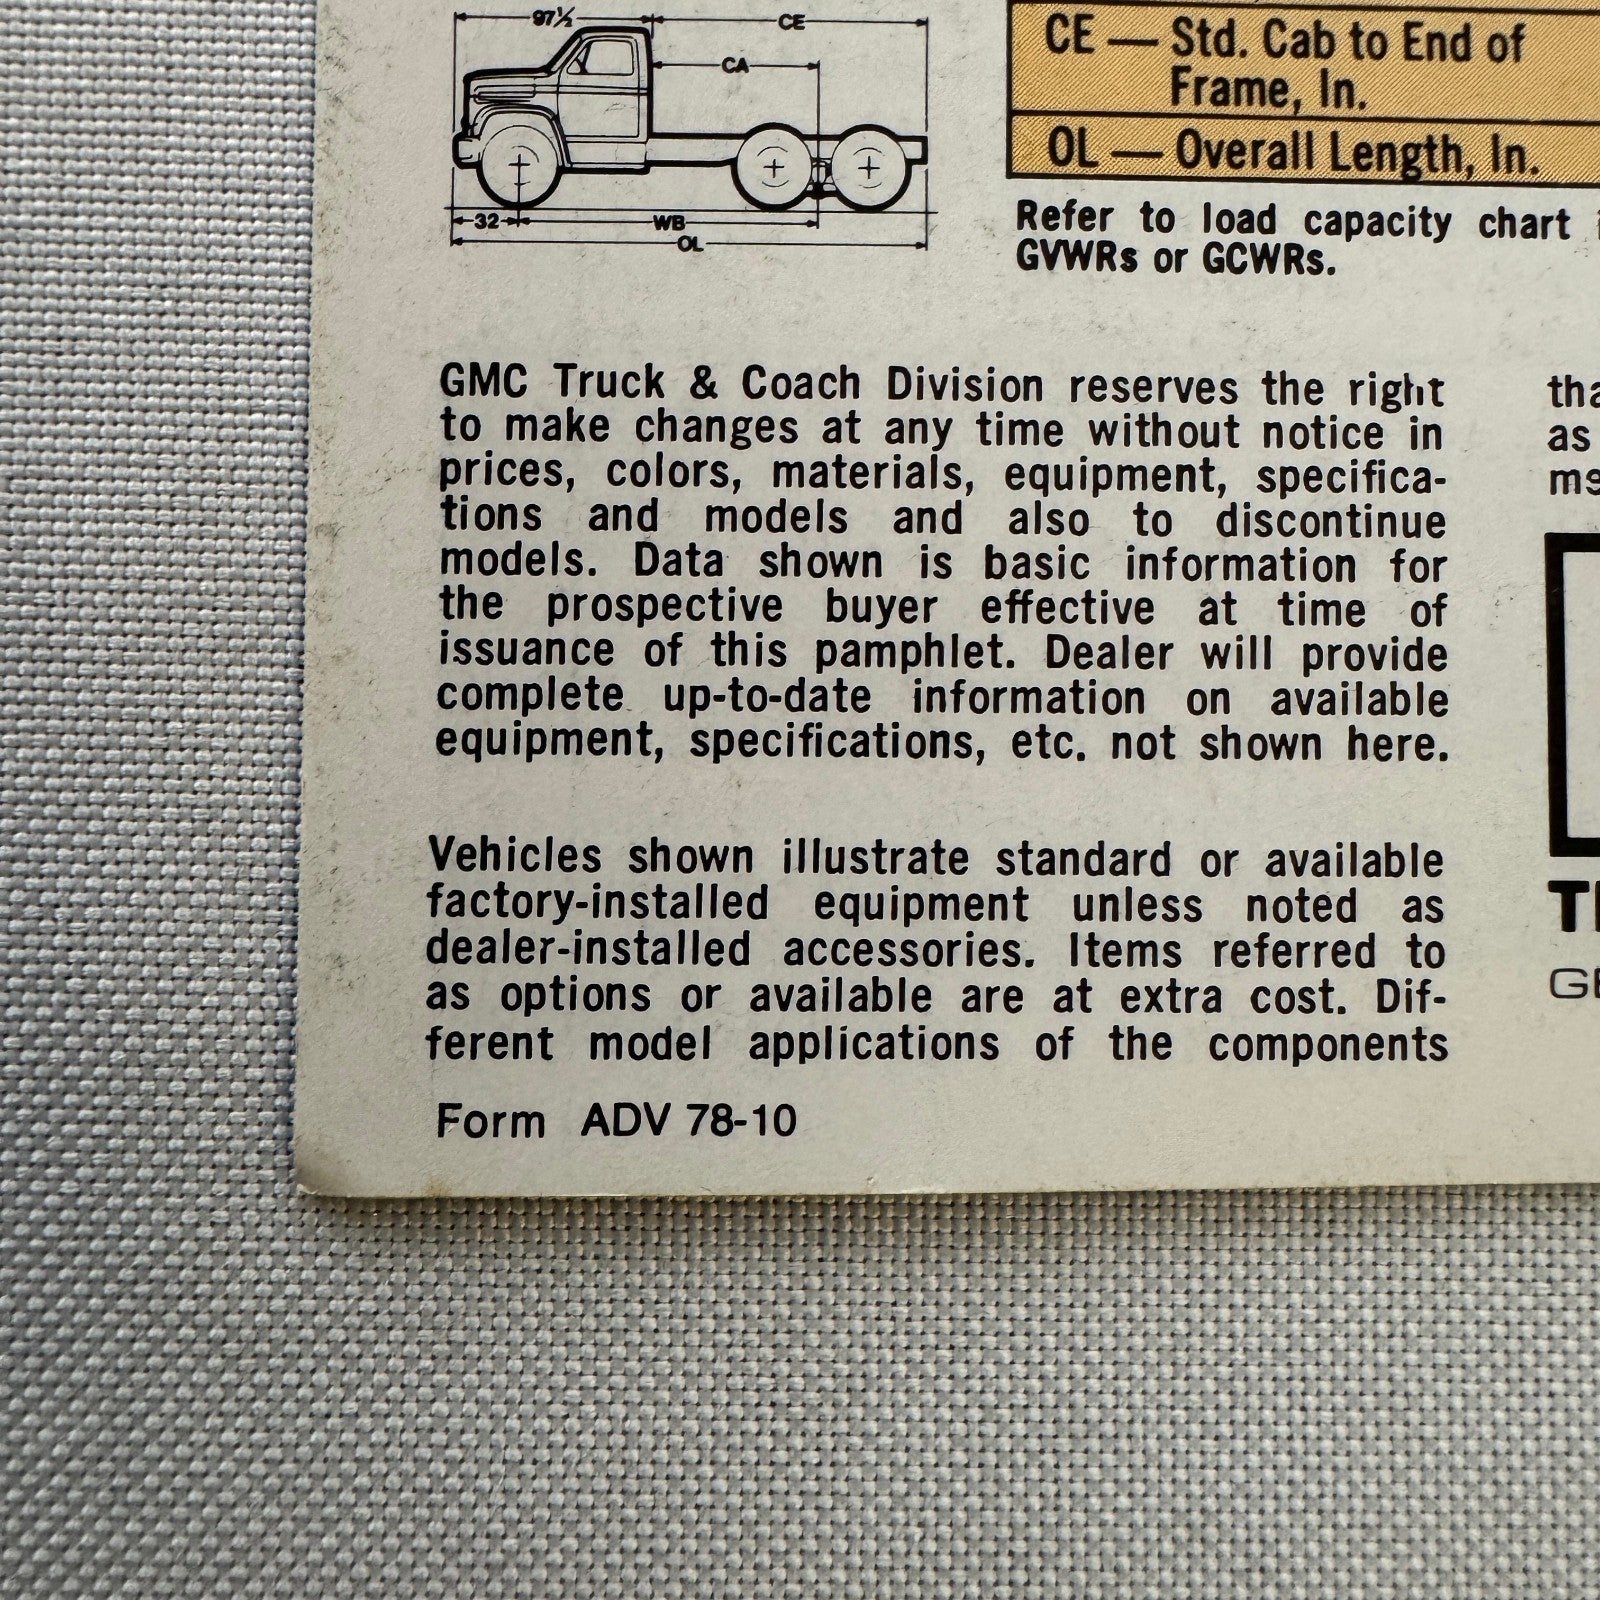 97½ CE
CA
32 WB
OL
CE — Std. Cab to End of
Frame, In.
OL — Overall Length, In.
Refer to load capacity chart
GVWRs or GCWRs.
GMC Truck & Coach Division reserves the right
to make changes at any time without notice in
prices, colors, materials, equipment, specifica-
tions and models and also to discontinue
models. Data shown is basic information for
the prospective buyer effective at time of
issuance of this pamphlet. Dealer will provide
complete up-to-date information on available
equipment, specifications, etc. not shown here.
Vehicles shown illustrate standard or available
factory-installed equipment unless noted as
dealer-installed accessories. Items referred to
as options or available are at extra cost. Dif-
ferent model applications of the components
Form ADV 78-10
as